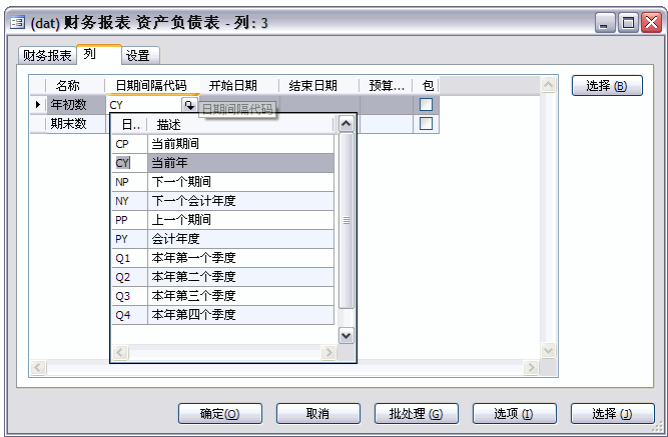 (dat) 财务报表 资产负债表 - 列: 3
财务报表 列 设置
名称 日期间隔代码 开始日期 结束日期 预算... 包 选择 (B)
年初数 CY 日期间隔代码
期末数
日.. 描述
CP 当前期间
CY 当前年
NP 下一个期间
NY 下一个会计年度
PP 上一个期间
PY 会计年度
Q1 本年第一个季度
Q2 本年第二个季度
Q3 本年第三个季度
Q4 本年第四个季度
确定(O) 取消 批处理 (G) 选项 (I) 选择 (J)